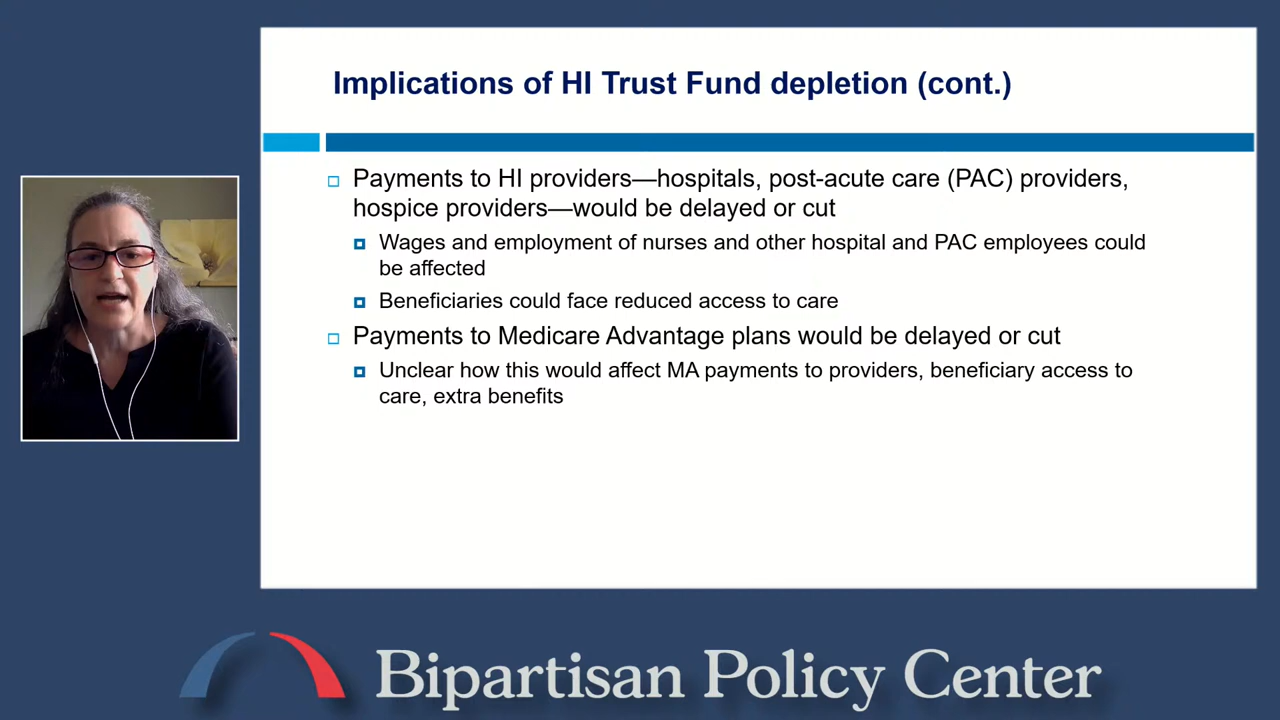 Implications of HI Trust Fund depletion (cont.)
Payments to HI providers—hospitals, post-acute care (PAC) providers,
hospice providers—would be delayed or cut
Wages and employment of nurses and other hospital and PAC employees could
be affected
Beneficiaries could face reduced access to care
Payments to Medicare Advantage plans would be delayed or cut
Unclear how this would affect MA payments to providers, beneficiary access to
care, extra benefits
Bipartisan Policy Center